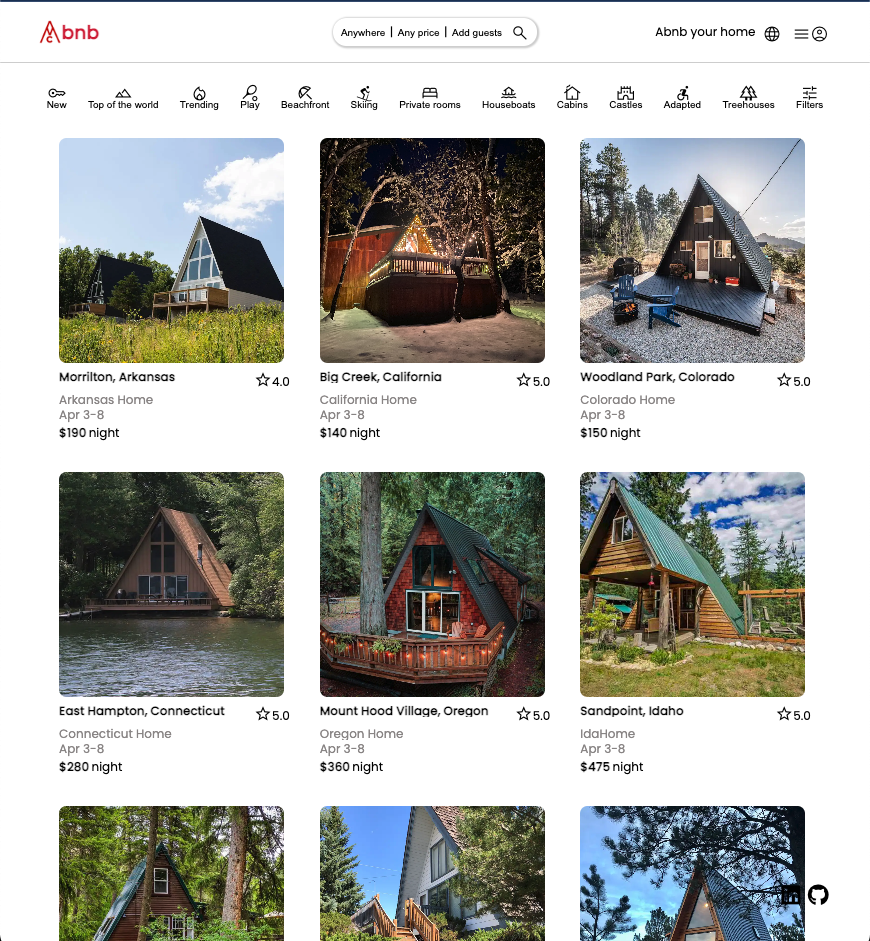 Abnb
Anywhere | Any price | Add guests
Abnb your home
New
Top of the world
Trending
Play
Beachfront
Skiing
Private rooms
Houseboats
Cabins
Castles
Adapted
Treehouses
Filters
Morrilton, Arkansas
4.0
Arkansas Home
Apr 3-8
$190 night
Big Creek, California
5.0
California Home
Apr 3-8
$140 night
Woodland Park, Colorado
5.0
Colorado Home
Apr 3-8
$150 night
East Hampton, Connecticut
5.0
Connecticut Home
Apr 3-8
$280 night
Mount Hood Village, Oregon
5.0
Oregon Home
Apr 3-8
$360 night
Sandpoint, Idaho
5.0
IdaHome
Apr 3-8
$475 night